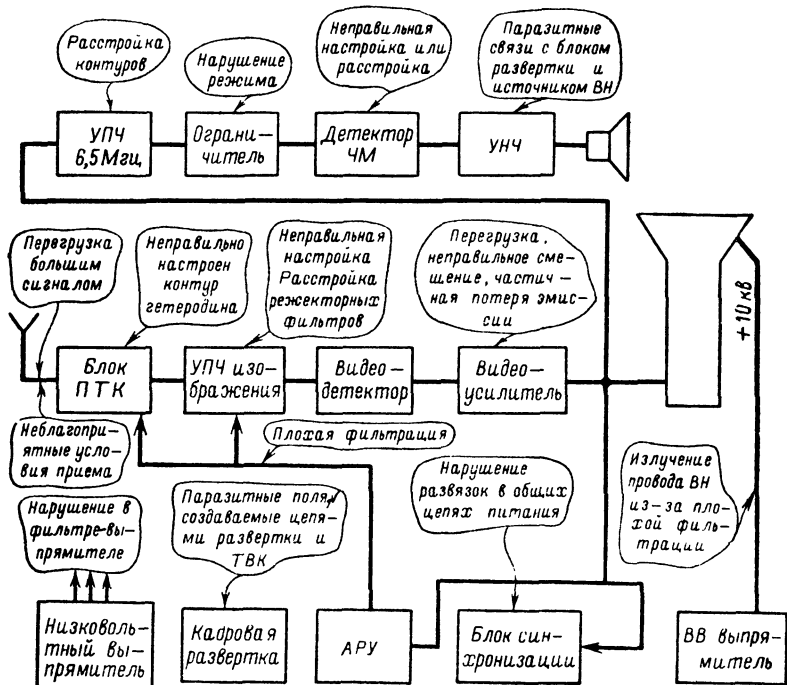 Расстройка
контуров
Нарушение
режима
Неправильная
настройка или
расстройка
Паразитные
связи с блоком
развертки и
источником ВН
УПЧ
6,5 Мгц
Ограни-
читель
Детектор
ЧМ
УНЧ
Перегрузка
большим
сигналом
Неправильно
настроен
контур
гетеродина
Неправильная
настройка
Расстройка
режекторных
фильтров
Перегрузка,
неправильное сме-
щение, частич-
ная потеря эмис-
сии
+10 кв
Блок
ПТК
УПЧ изо-
бражения
Видео-
детектор
Видео-
усилитель
Неблагопри-
ятные усло-
вия приема
Плохая фильтрация
Нарушение в
фильтре-вы-
прямителе
Паразитные поля,
создаваемые цепя-
ми развертки и
ТВК
Нарушение
развязок в общих
цепях питания
Излучение
провода ВН
из-за пло-
хой филь-
трации
Низковоль-
тный вы-
прямитель
Кадровая
развертка
АРУ
Блок син-
хронизации
ВВ выпря-
митель